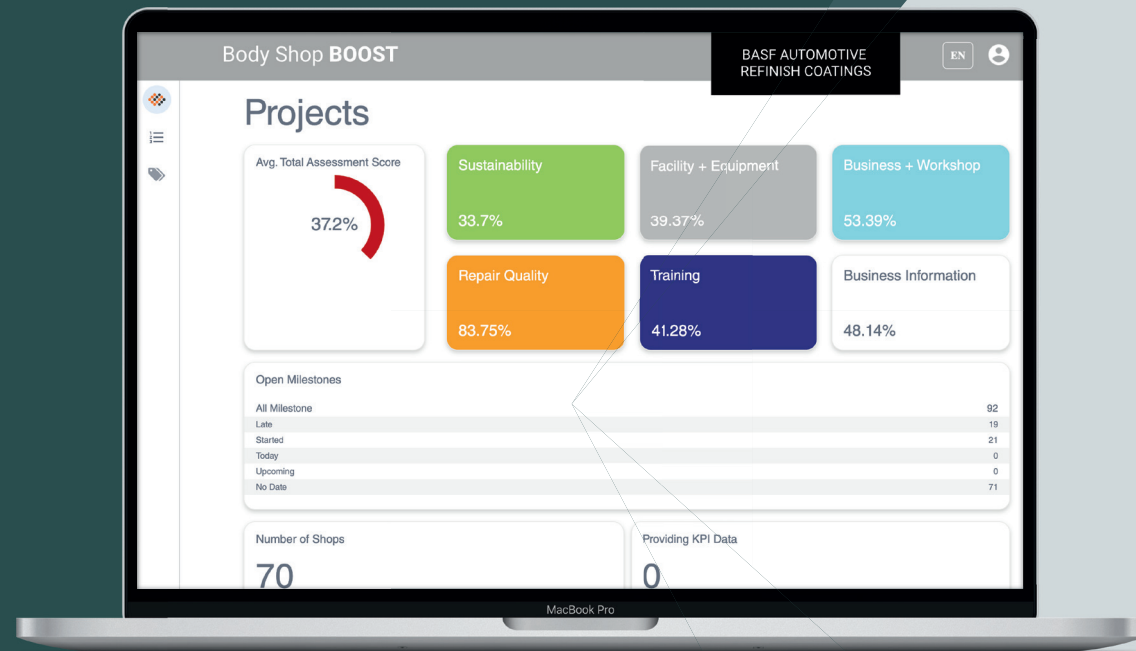 Body Shop BOOST
BASF AUTOMOTIVE
REFINISH COATINGS
EN
Projects
Avg. Total Assessment Score
37.2%
Sustainability
33.7%
Facility + Equipment
39.37%
Business + Workshop
53.39%
Repair Quality
83.75%
Training
41.28%
Business Information
48.14%
Open Milestones
All Milestone 92
Late 19
Started 21
Today 0
Upcoming 0
No Date 71
Number of Shops
70
Providing KPI Data
0
MacBook Pro